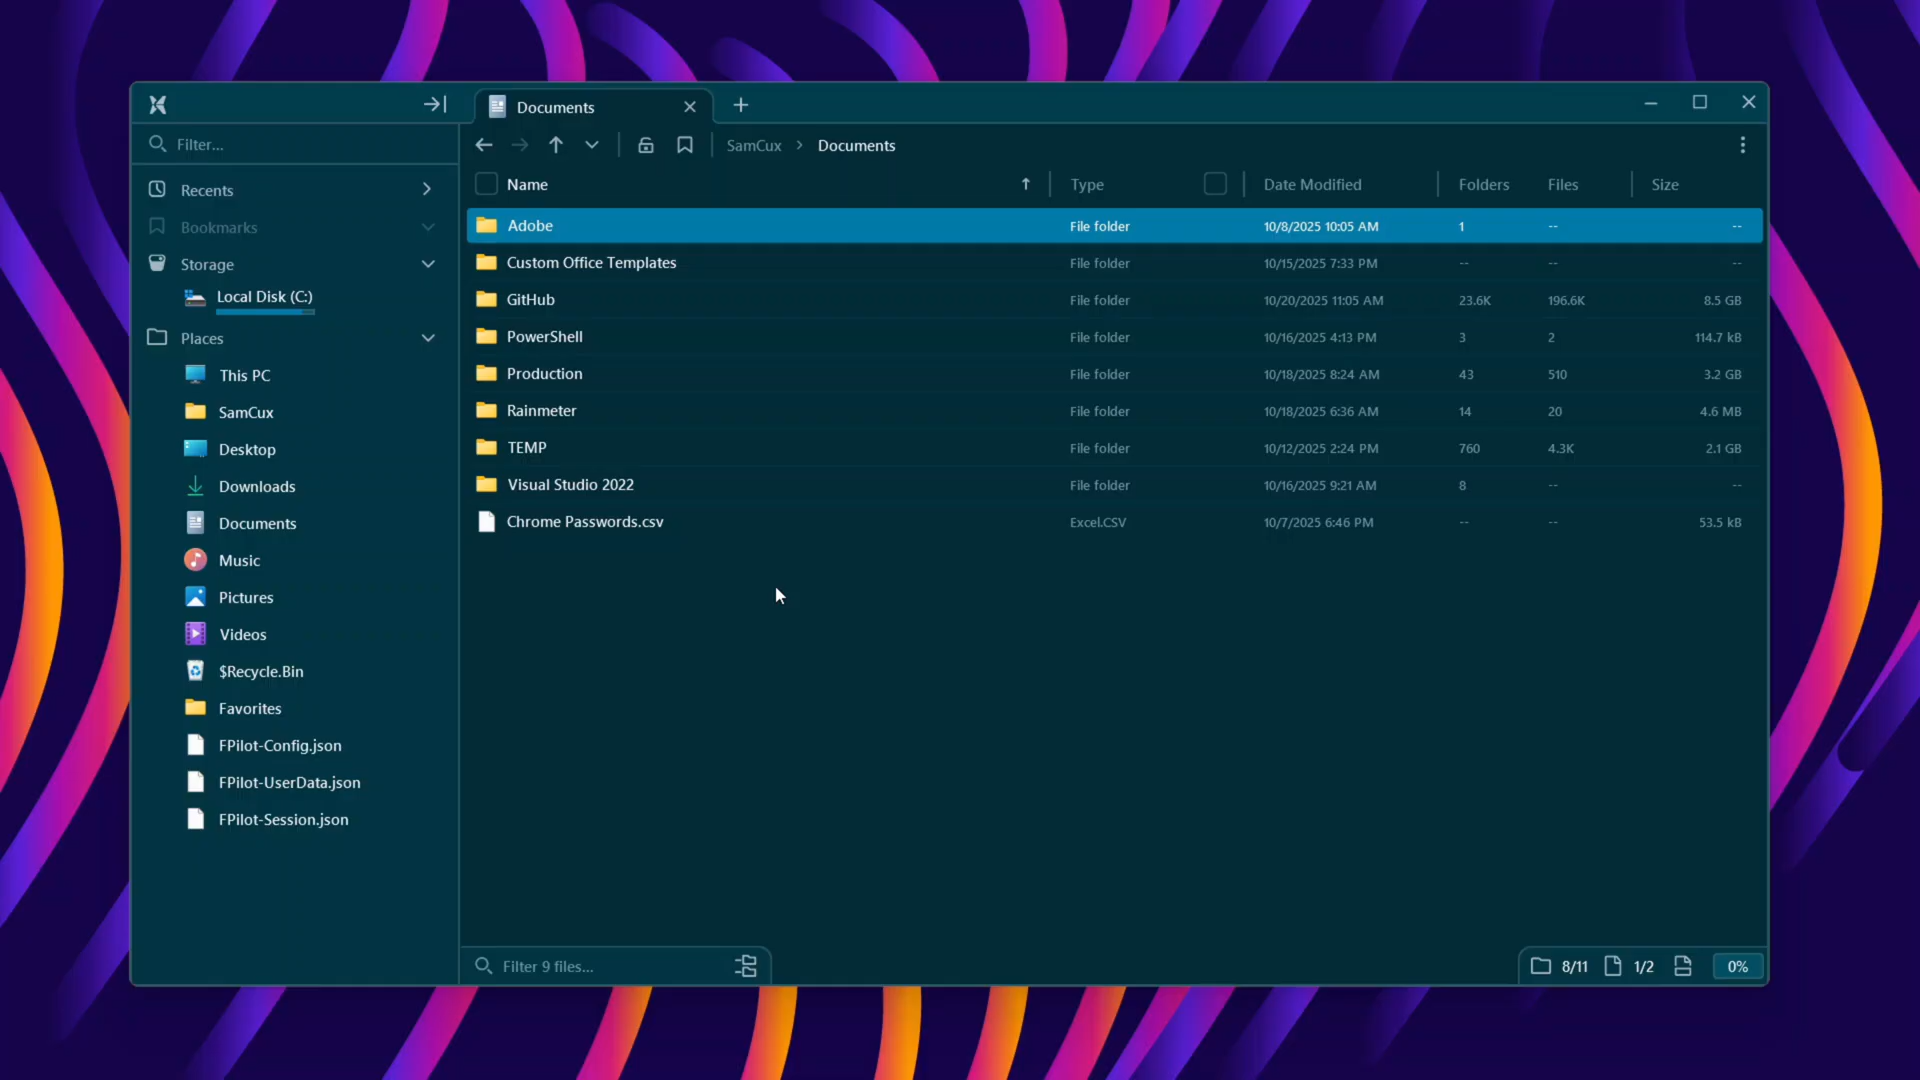 Documents
Filter...
SamCux > Documents
Name Type Date Modified Folders Files Size
Recents
Bookmarks
Storage
Local Disk (C:)
Places
This PC
SamCux
Desktop
Downloads
Documents
Music
Pictures
Videos
$Recycle.Bin
Favorites
FPilot-Config.json
FPilot-UserData.json
FPilot-Session.json
Adobe File folder 10/8/2025 10:05 AM 1 -- --
Custom Office Templates File folder 10/15/2025 7:33 PM -- -- --
GitHub File folder 10/20/2025 11:05 AM 23.6K 196.6K 8.5 GB
PowerShell File folder 10/16/2025 4:13 PM 3 2 114.7 kB
Production File folder 10/18/2025 8:24 AM 43 510 3.2 GB
Rainmeter File folder 10/18/2025 6:36 AM 14 20 4.6 MB
TEMP File folder 10/12/2025 2:24 PM 760 4.3K 2.1 GB
Visual Studio 2022 File folder 10/16/2025 9:21 AM 8 -- --
Chrome Passwords.csv Excel.CSV 10/7/2025 6:46 PM -- -- 53.5 kB
Filter 9 files...
8/11 1/2 0%